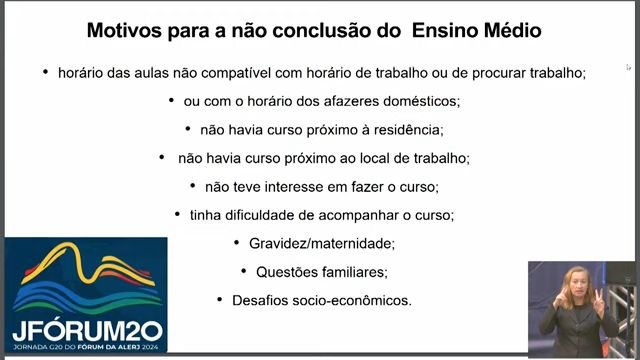 Motivos para a não conclusão do Ensino Médio
• horário das aulas não compatível com horário de trabalho ou de procurar trabalho;
• ou com o horário dos afazeres domésticos;
• não havia curso próximo à residência;
• não havia curso próximo ao local de trabalho;
• não teve interesse em fazer o curso;
• tinha dificuldade de acompanhar o curso;
• Gravidez/maternidade;
• Questões familiares;
• Desafios socio-econômicos.
JFÓRUM2O
JORNADA G20 DO FÓRUM DA ALERJ 2024